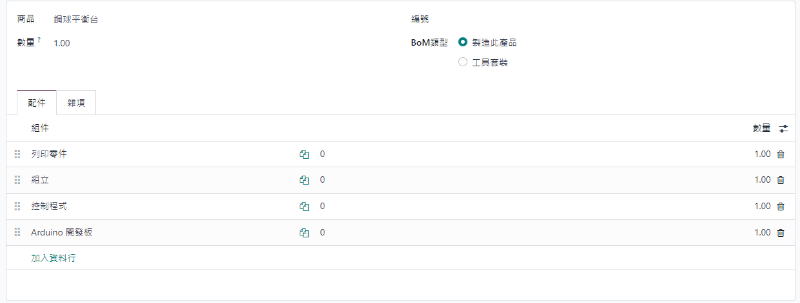 商品 鋼球平衡台 編號
數量 ? 1.00 BoM類型 製造此產品
工具套裝
配件 雜項
組件 數量
列印零件 0 1.00
組立 0 1.00
控制程式 0 1.00
Arduino 開發板 0 1.00
加入資料行